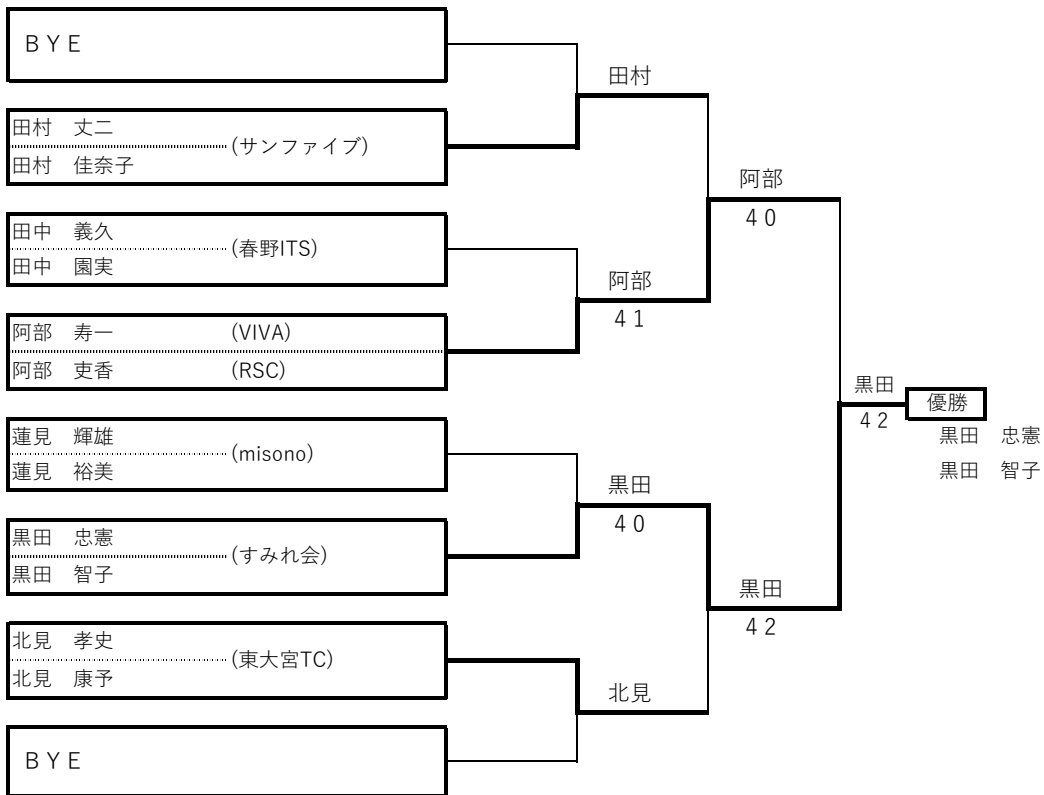 ＢＹＥ
田村　丈二
(サンファイブ)
田村　佳奈子
田中　義久
(春野ITS)
田中　園実
阿部　寿一 (VIVA)
阿部　吏香 (RSC)
蓮見　輝雄
(misono)
蓮見　裕美
黒田　忠憲
(すみれ会)
黒田　智子
北見　孝史
(東大宮TC)
北見　康予
ＢＹＥ
田村
阿部
４１
黒田
４０
北見
阿部
４０
黒田
４２
黒田
４２
優勝
黒田　忠憲
黒田　智子